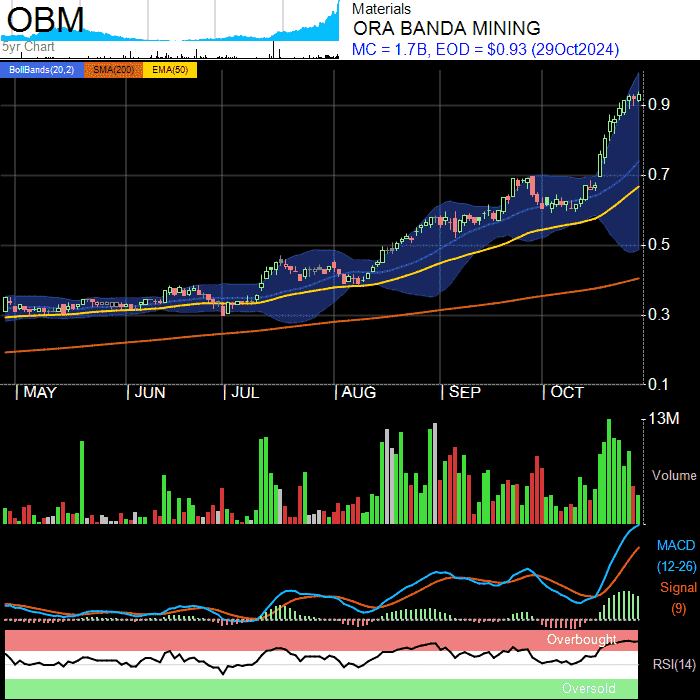 OBM
5yr Chart
Materials
ORA BANDA MINING
MC = 1.7B, EOD = $0.93 (29Oct2024)
BollBands(20,2) SMA(200) EMA(50)
0.9
0.7
0.5
0.3
0.1
MAY JUN JUL AUG SEP OCT
13M
Volume
MACD
(12-26)
Signal
(9)
Overbought
RSI(14)
Oversold